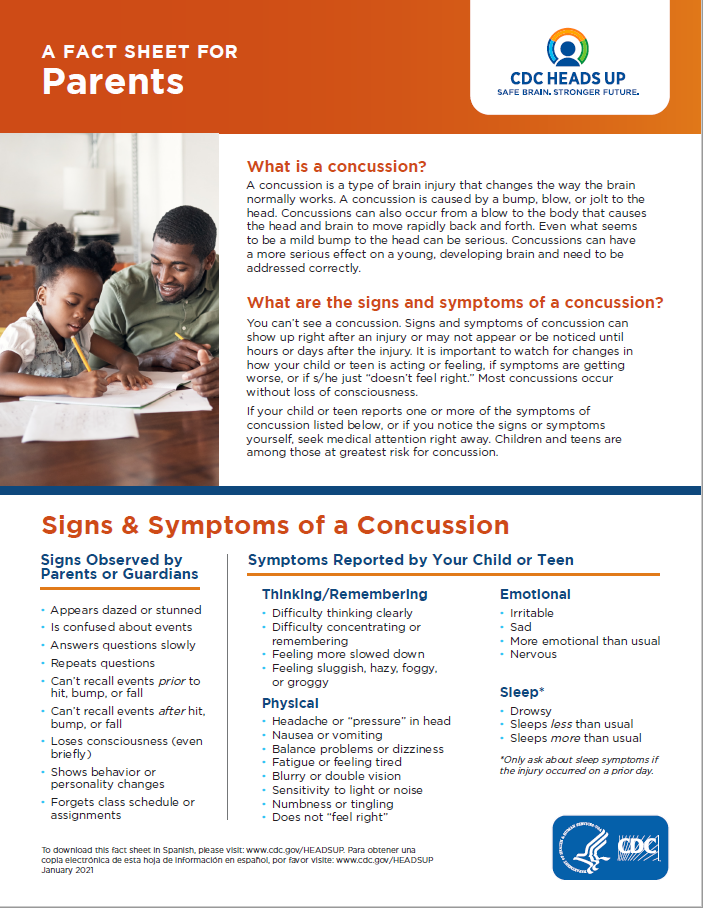 A FACT SHEET FOR
Parents
CDC HEADS UP
SAFE BRAIN. STRONGER FUTURE.
What is a concussion?
A concussion is a type of brain injury that changes the way the brain
normally works. A concussion is caused by a bump, blow, or jolt to the
head. Concussions can also occur from a blow to the body that causes
the head and brain to move rapidly back and forth. Even what seems
to be a mild bump to the head can be serious. Concussions can have
a more serious effect on a young, developing brain and need to be
addressed correctly.
What are the signs and symptoms of a concussion?
You can’t see a concussion. Signs and symptoms of concussion can
show up right after an injury or may not appear or be noticed until
hours or days after the injury. It is important to watch for changes in
how your child or teen is acting or feeling, if symptoms are getting
worse, or if s/he just “doesn’t feel right.” Most concussions occur
without loss of consciousness.
If your child or teen reports one or more of the symptoms of
concussion listed below, or if you notice the signs or symptoms
yourself, seek medical attention right away. Children and teens are
among those at greatest risk for concussion.
Signs & Symptoms of a Concussion
Signs Observed by
Parents or Guardians
• Appears dazed or stunned
• Is confused about events
• Answers questions slowly
• Repeats questions
• Can’t recall events prior to
hit, bump, or fall
• Can’t recall events after hit,
bump, or fall
• Loses consciousness (even
briefly)
• Shows behavior or
personality changes
• Forgets class schedule or
assignments
Symptoms Reported by Your Child or Teen
Thinking/Remembering
• Difficulty thinking clearly
• Difficulty concentrating or
remembering
• Feeling more slowed down
• Feeling sluggish, hazy, foggy,
or groggy
Physical
• Headache or “pressure” in head
• Nausea or vomiting
• Balance problems or dizziness
• Fatigue or feeling tired
• Blurry or double vision
• Sensitivity to light or noise
• Numbness or tingling
• Does not “feel right”
Emotional
• Irritable
• Sad
• More emotional than usual
• Nervous
Sleep*
• Drowsy
• Sleeps less than usual
• Sleeps more than usual
*Only ask about sleep symptoms if
the injury occurred on a prior day.
To download this fact sheet in Spanish, please visit: www.cdc.gov/HEADSUP. Para obtener una
copia electrónica de esta hoja de información en español, por favor visite: www.cdc.gov/HEADSUP
January 2021
CDC